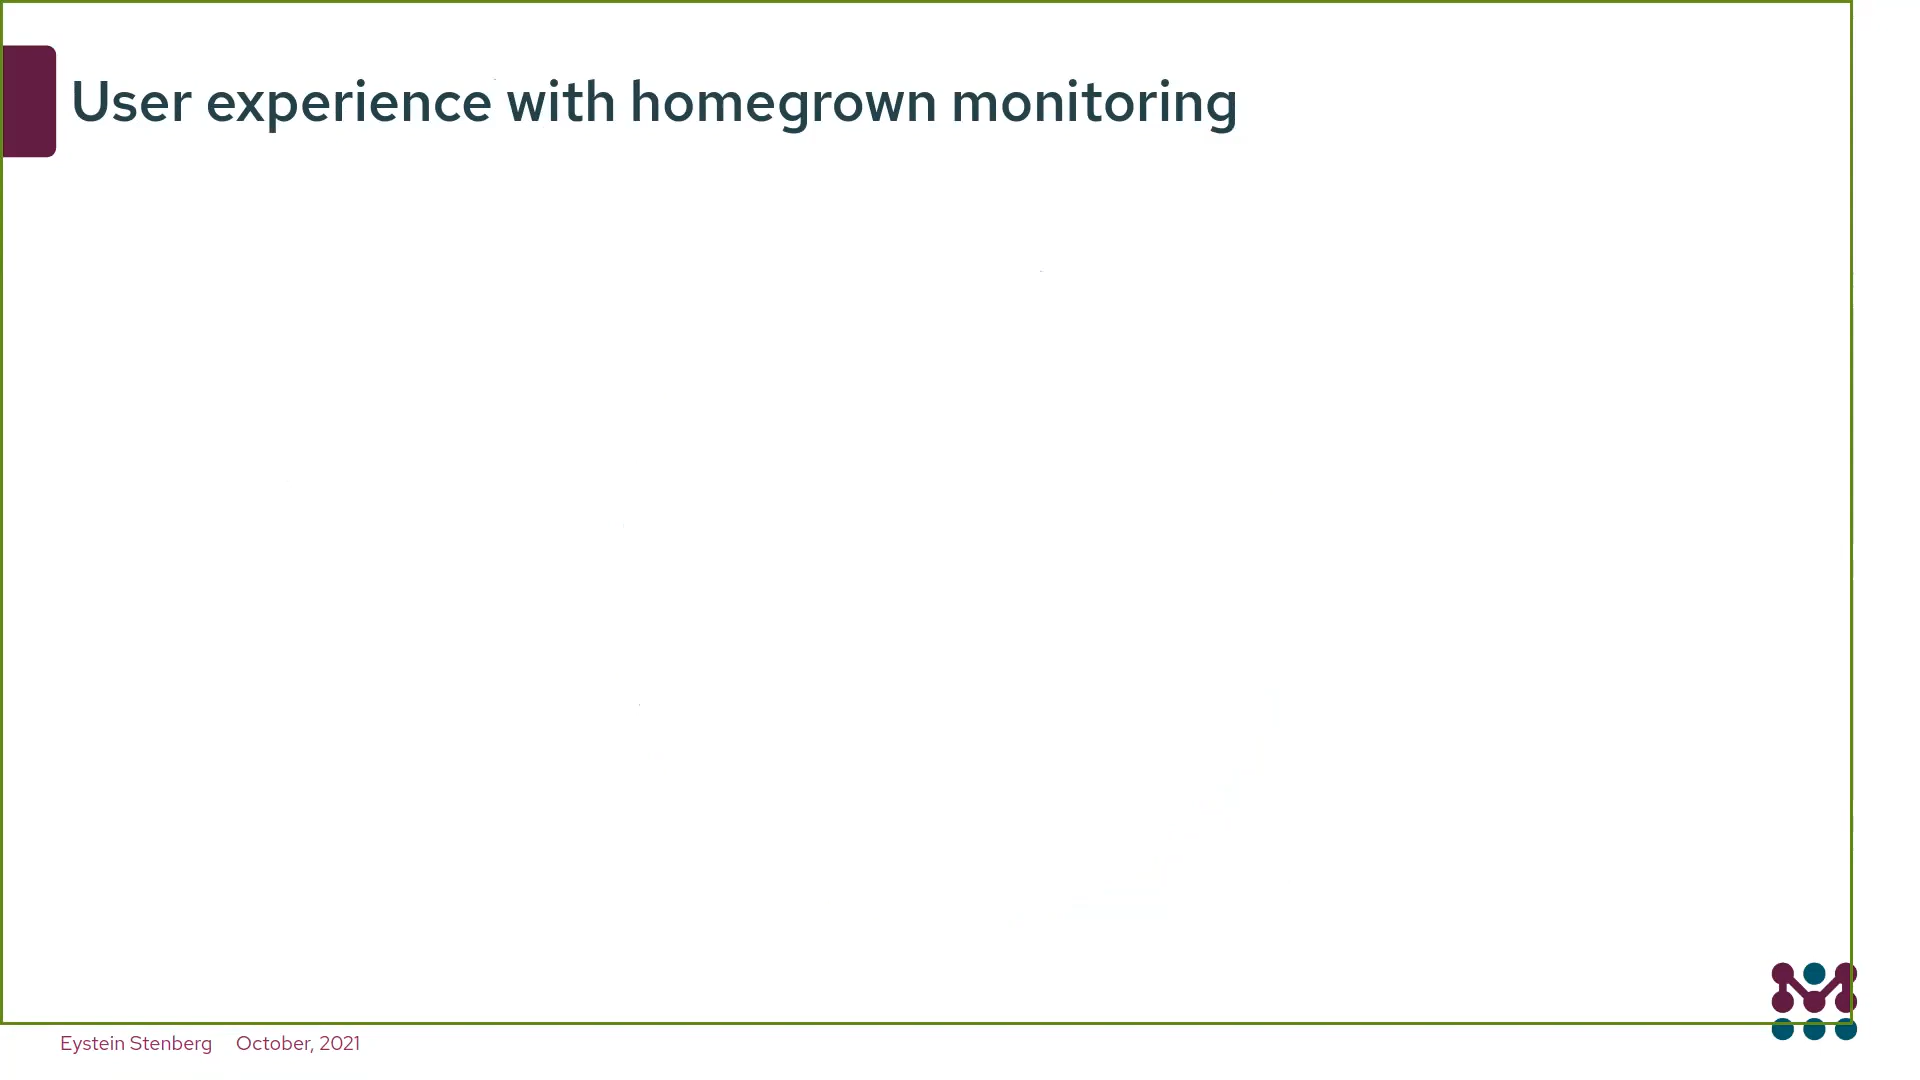 User experience with homegrown monitoring
Eystein Stenberg October, 2021